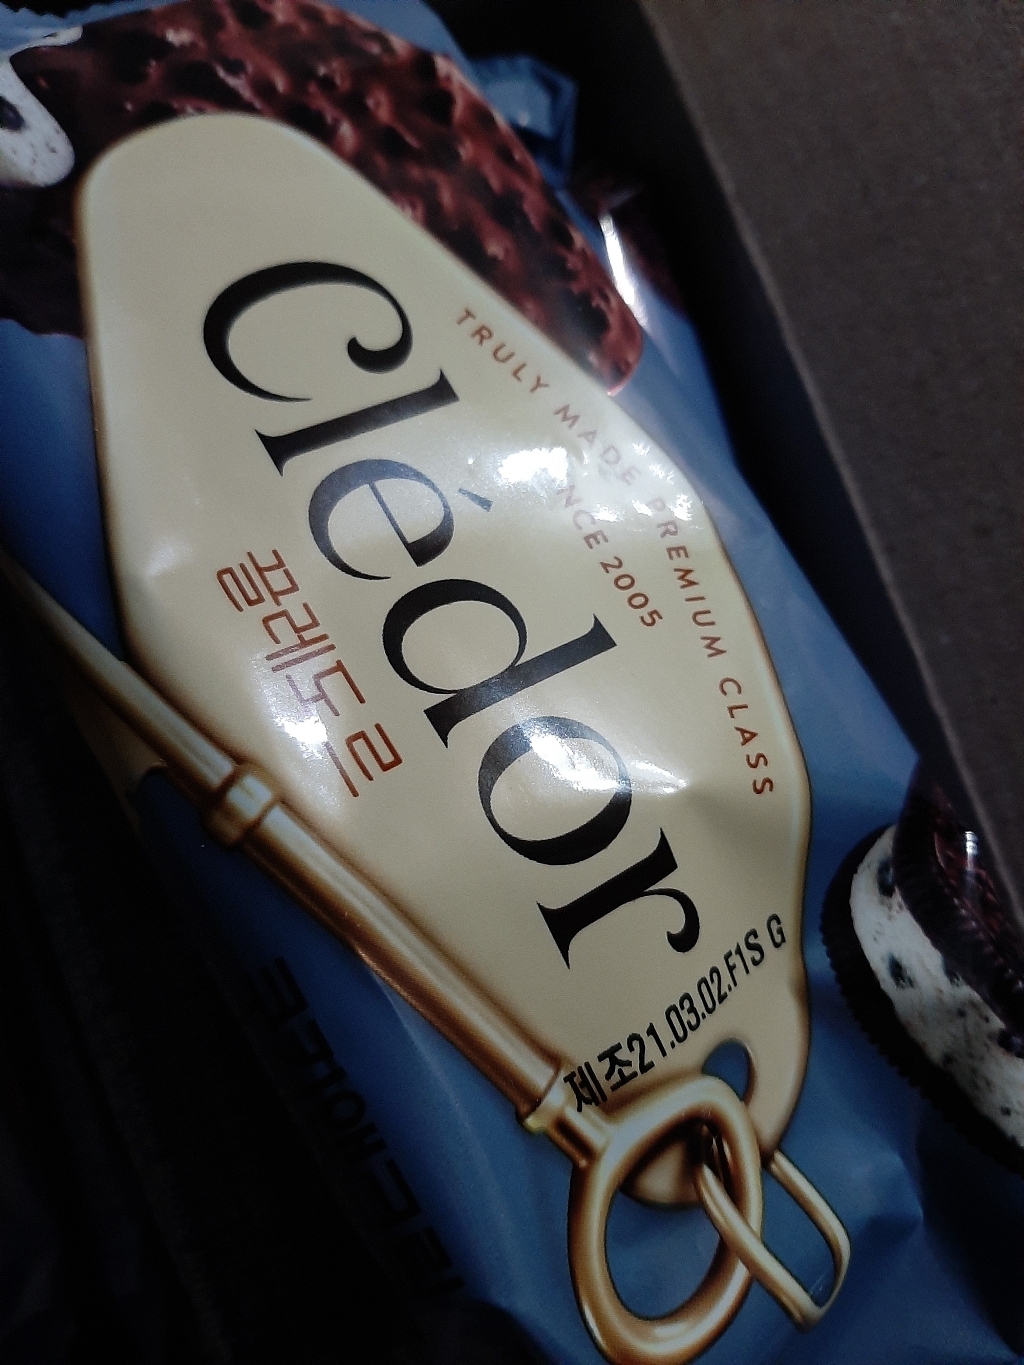 TRULY MADE PREMIUM CLASS
SINCE 2005
clédor
끌레도르
제조21.03.02.F1S G